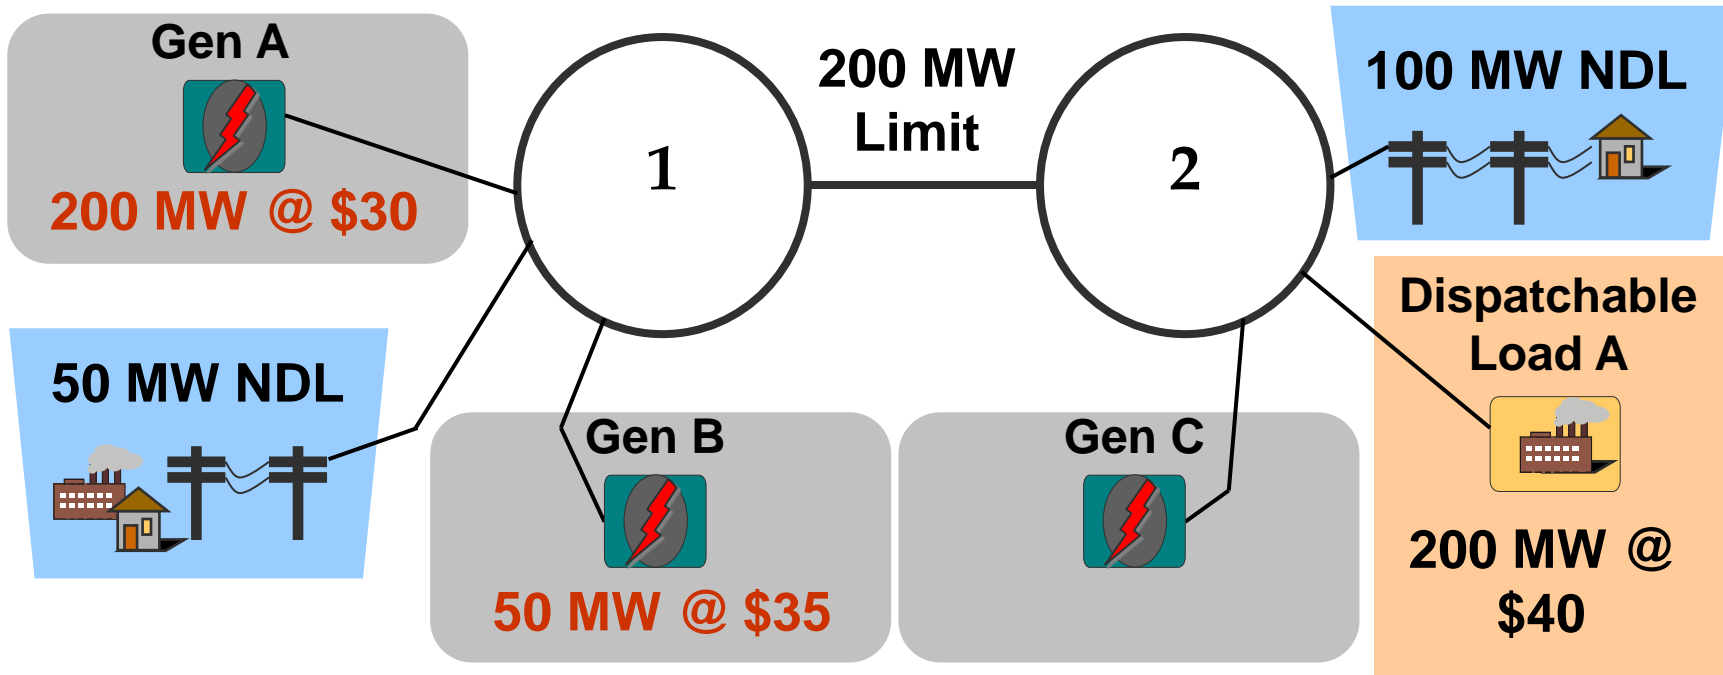 Gen A
200 MW @ $30
1
200 MW
Limit
2
100 MW NDL
50 MW NDL
Gen B
50 MW @ $35
Gen C
Dispatchable
Load A
200 MW @
$40